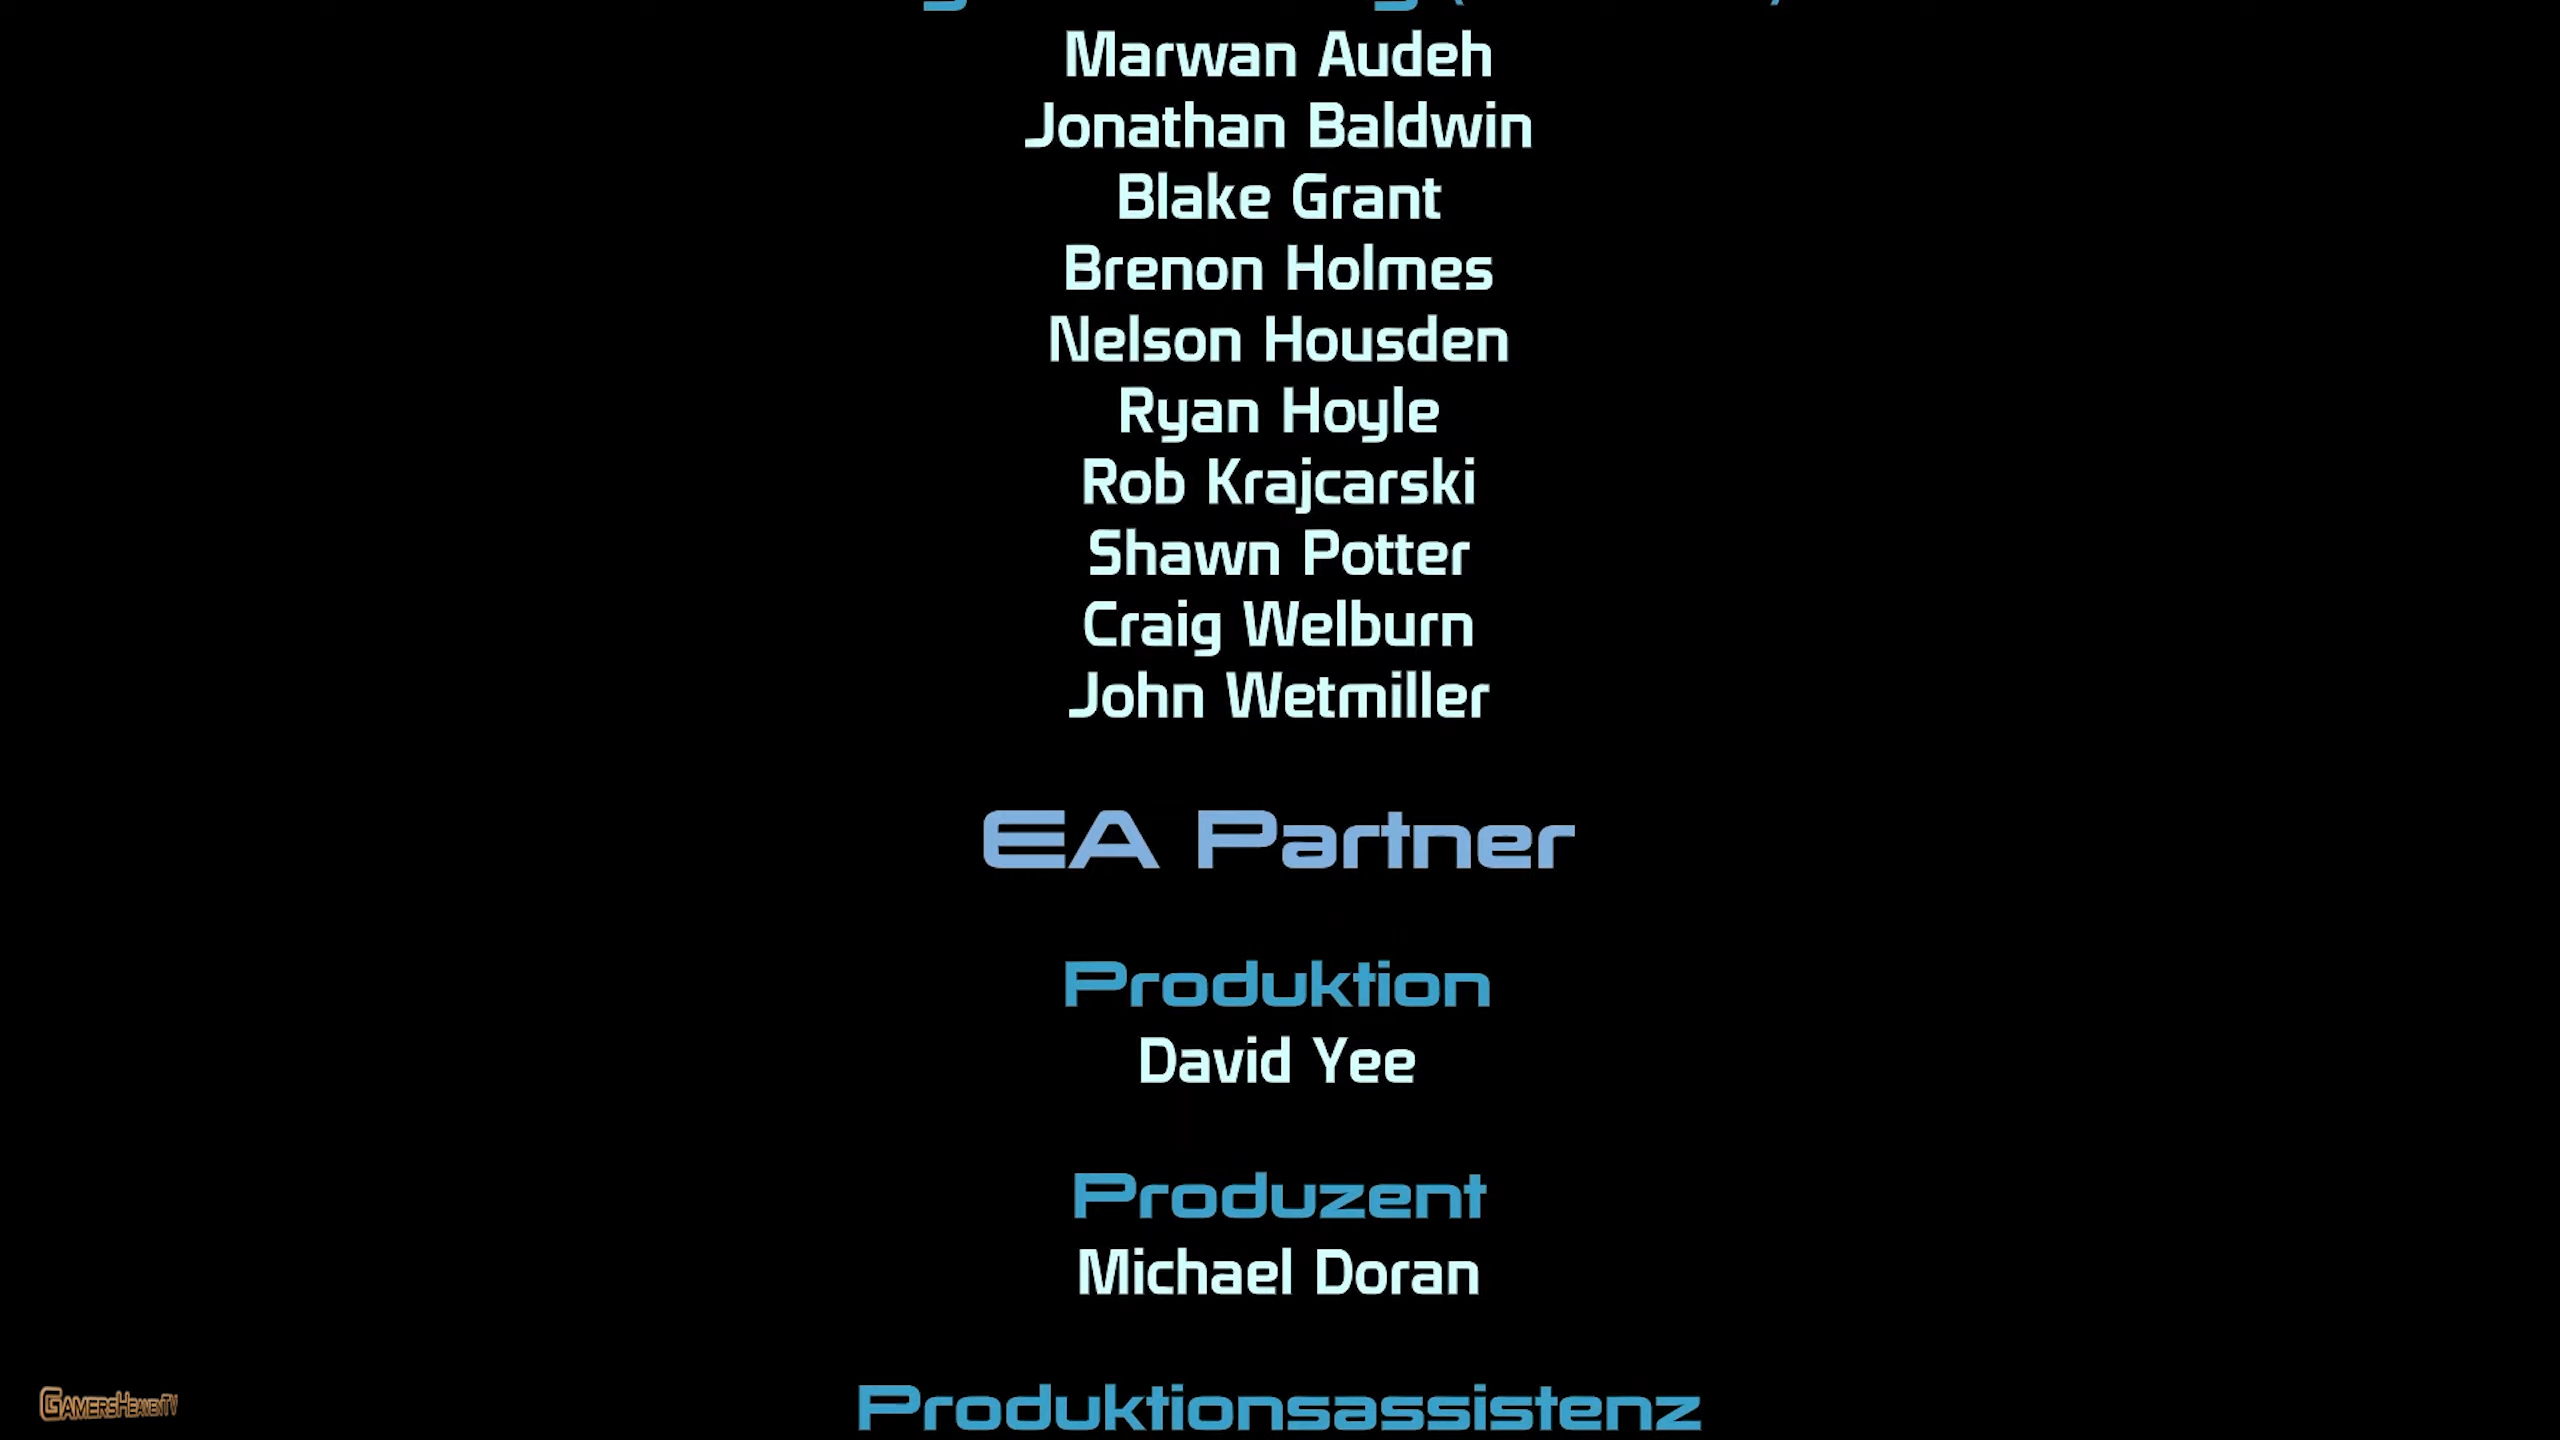 Marwan Audeh
Jonathan Baldwin
Blake Grant
Brenon Holmes
Nelson Housden
Ryan Hoyle
Rob Krajcarski
Shawn Potter
Craig Welburn
John Wetmiller
EA Partner
Produktion
David Yee
Produzent
Michael Doran
Produktionsassistenz
GamersHeavenTV